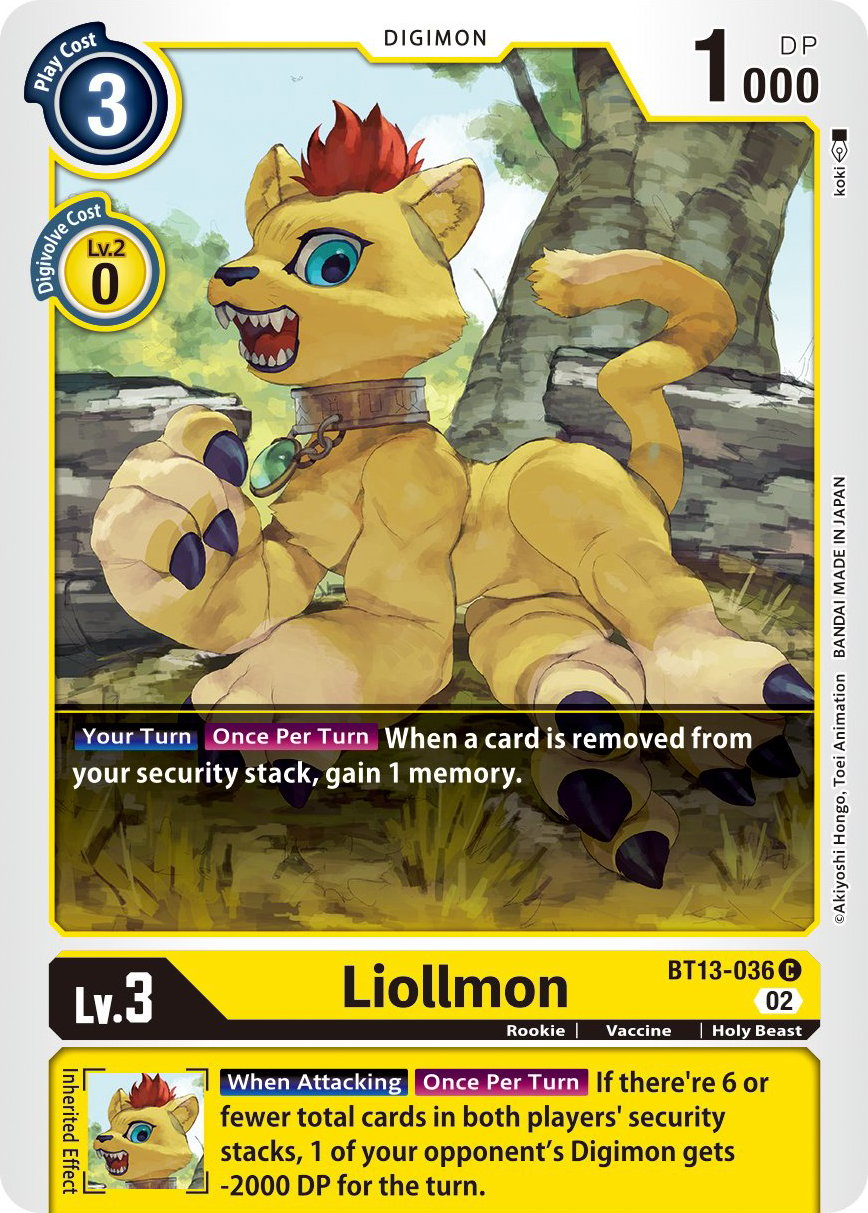 DIGIMON
Play Cost
3
DP
1000
koki
Digivolve Cost
Lv.2
0
Your Turn Once Per Turn When a card is removed from
your security stack, gain 1 memory.
©Akiyoshi Hongo, Toei Animation BANDAI MADE IN JAPAN
Lv.3
Liollmon
BT13-036 C
02
Rookie | Vaccine | Holy Beast
Inherited Effect
When Attacking Once Per Turn If there're 6 or
fewer total cards in both players' security
stacks, 1 of your opponent's Digimon gets
-2000 DP for the turn.